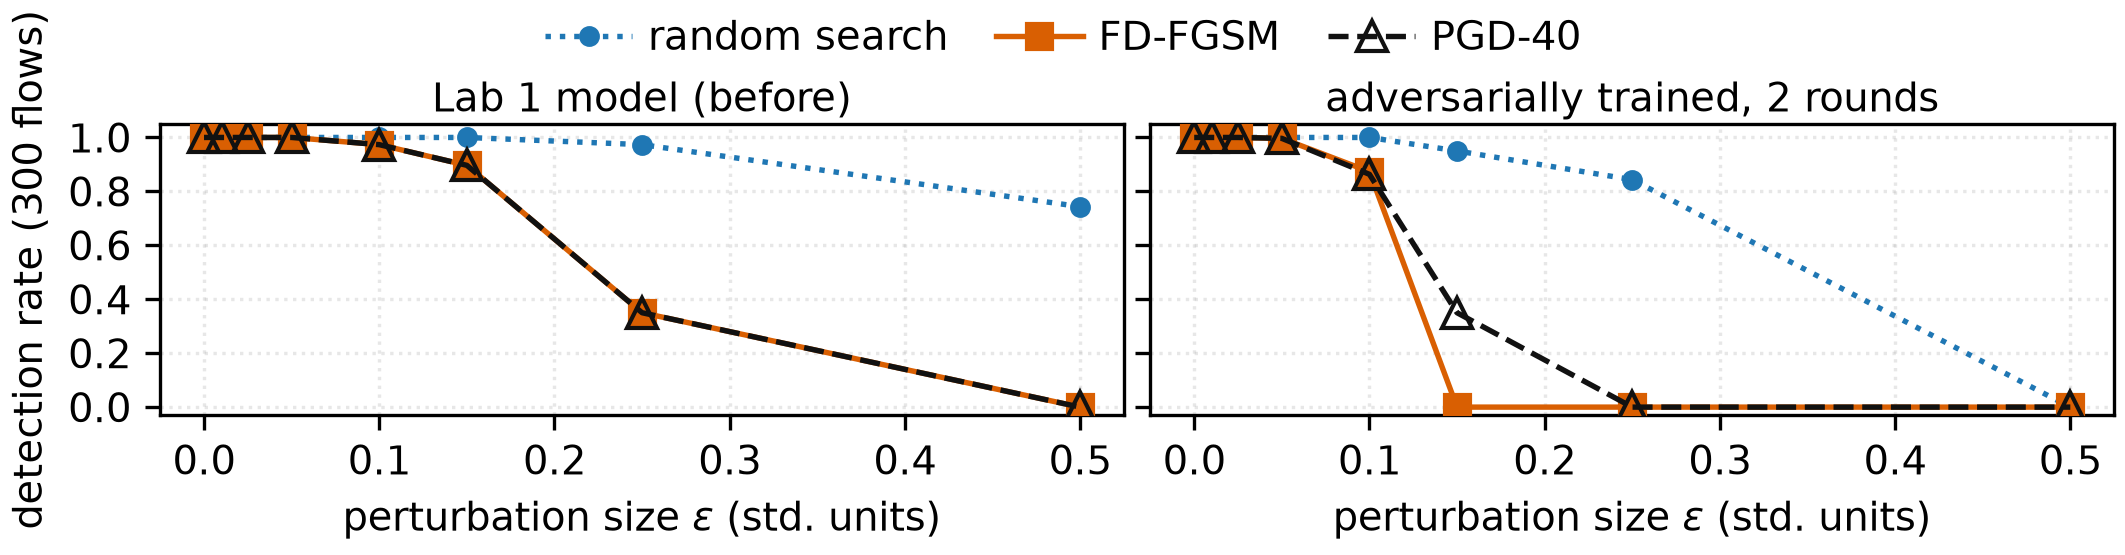 random search FD-FGSM PGD-40
Lab 1 model (before)
adversarially trained, 2 rounds
detection rate (300 flows)
1.0
0.8
0.6
0.4
0.2
0.0
0.0 0.1 0.2 0.3 0.4 0.5
0.0 0.1 0.2 0.3 0.4 0.5
perturbation size ε (std. units)
perturbation size ε (std. units)